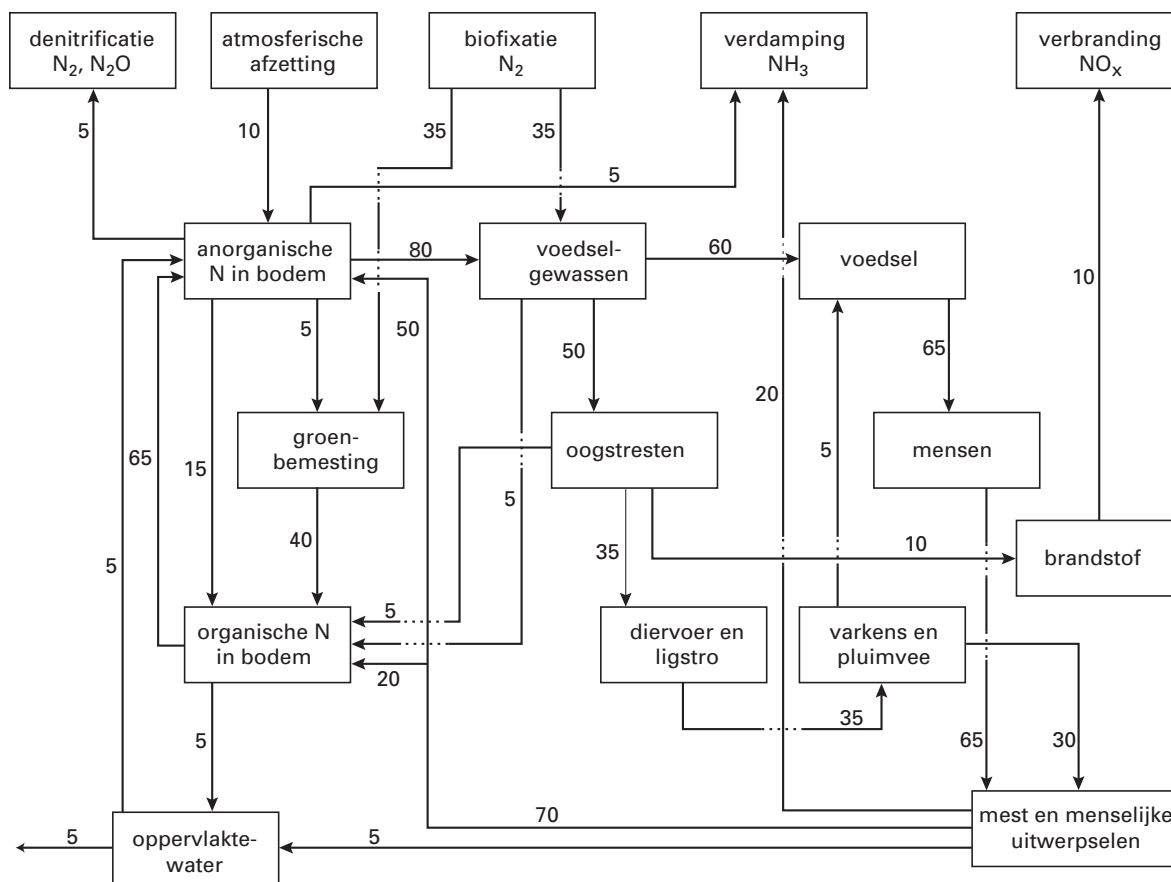 denitrificatie
N₂, N₂O
atmosferische
afzetting
biofixatie
N₂
verdamping
NH₃
verbranding
NOₓ
5
10
35
35
5
anorganische
N in bodem
80
voedsel-
gewassen
60
voedsel
10
5
50
50
65
20
groen-
bemesting
oogstresten
mensen
65
15
5
5
40
35
10
brandstof
5
organische N
in bodem
5
20
diervoer en
ligstro
varkens en
pluimvee
35
5
65
30
70
mest en menselijke
uitwerpselen
5
oppervlakte-
water
5